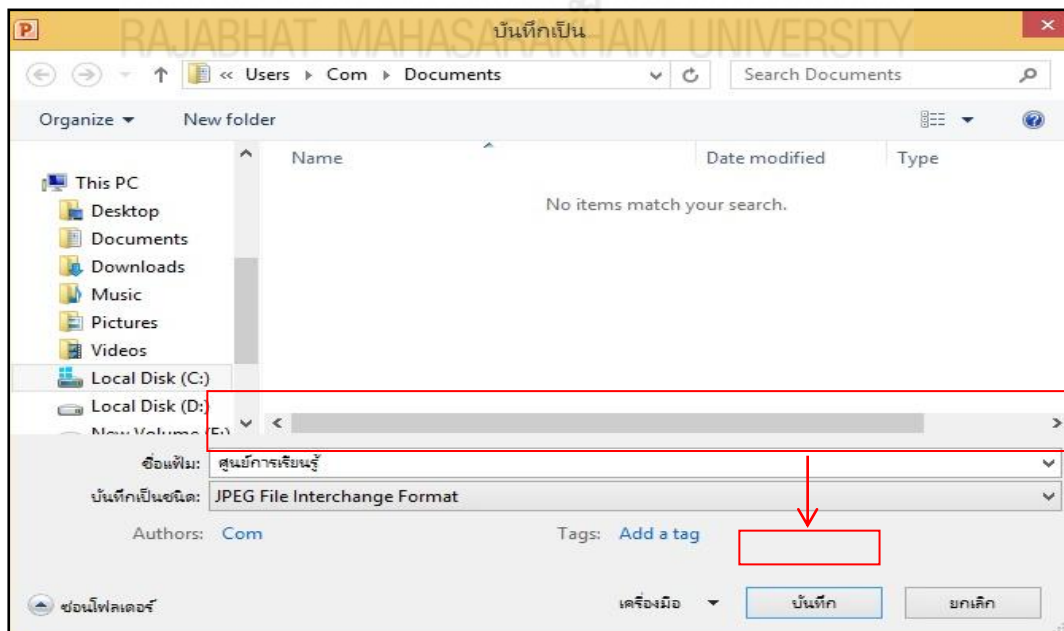 RAJABHAT MAHASARAKHAM UNIVERSITY
บันทึกเป็น
« Users Com Documents
Search Documents
Organize New folder
Name Date modified Type
This PC
No items match your search.
Desktop
Documents
Downloads
Music
Pictures
Videos
Local Disk (C:)
Local Disk (D:)
New Volume (E:)
ชื่อแฟ้ม: ศูนย์การเรียนรู้
บันทึกเป็นชนิด: JPEG File Interchange Format
Authors: Com Tags: Add a tag
ซ่อนโฟลเดอร์ เครื่องมือ บันทึก ยกเลิก